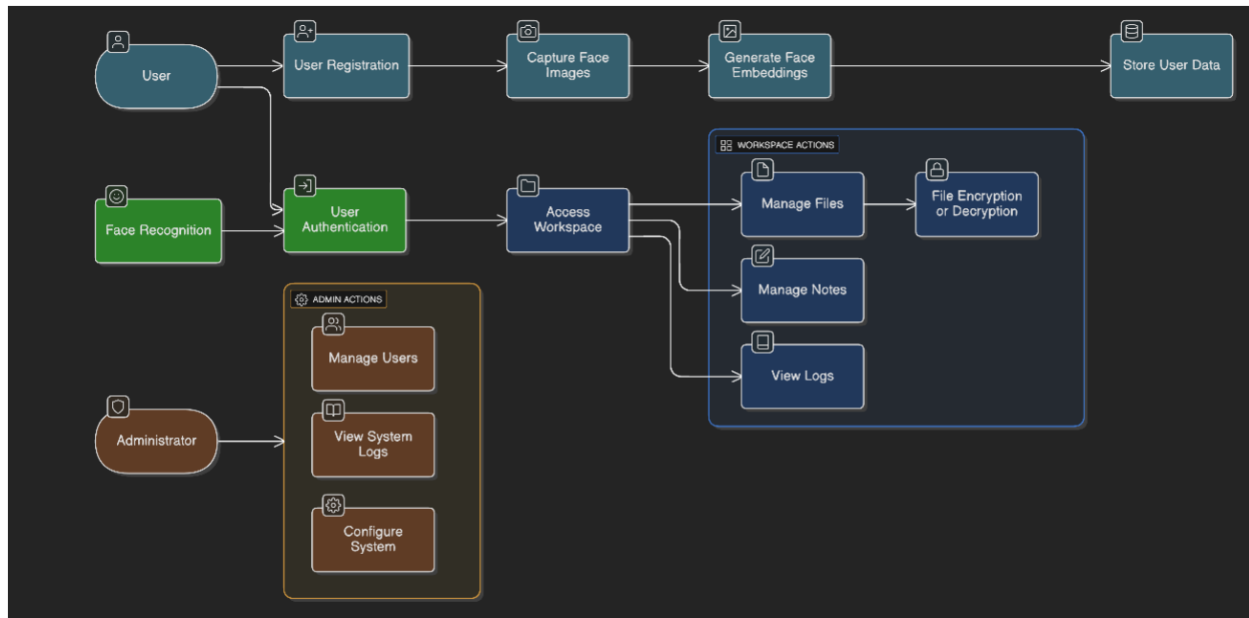 User
User Registration
Capture Face
Images
Generate Face
Embeddings
Store User Data
Face Recognition
User
Authentication
Access
Workspace
WORKSPACE ACTIONS
Manage Files
File Encryption
or Decryption
Manage Notes
View Logs
ADMIN ACTIONS
Manage Users
View System
Logs
Configure
System
Administrator